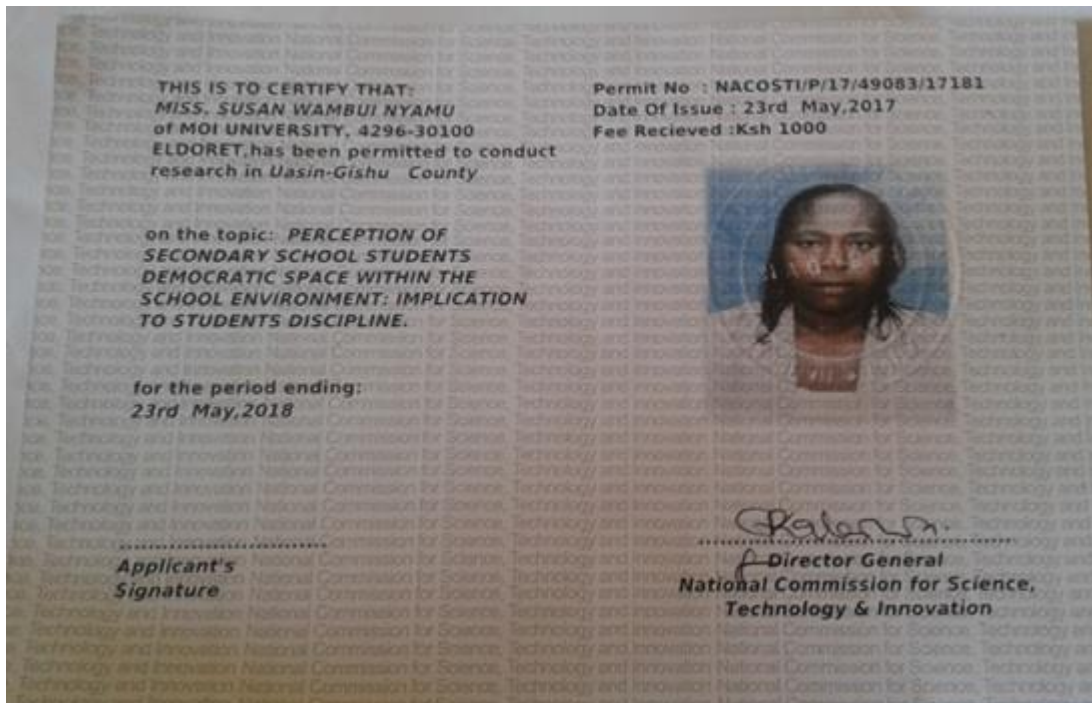 THIS IS TO CERTIFY THAT:
MISS. SUSAN WAMBUI NYAMU
of MOI UNIVERSITY, 4296-30100
ELDORET,has been permitted to conduct
research in Uasin-Gishu County
on the topic: PERCEPTION OF
SECONDARY SCHOOL STUDENTS
DEMOCRATIC SPACE WITHIN THE
SCHOOL ENVIRONMENT: IMPLICATION
TO STUDENTS DISCIPLINE.
for the period ending:
23rd May,2018
Applicant's
Signature
Permit No : NACOSTI/P/17/49083/17181
Date Of Issue : 23rd May,2017
Fee Recieved :Ksh 1000
Director General
National Commission for Science,
Technology & Innovation